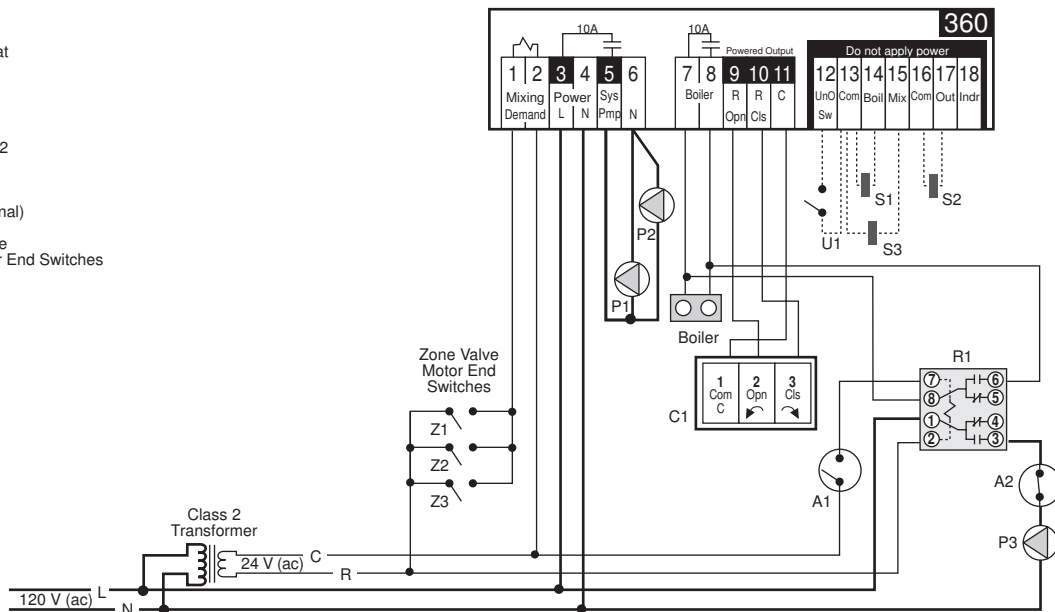 at
2
nal)
e
r End Switches
360
10A
10A
Powered Output
Do not apply power
1 2 3 4 5 6 7 8 9 10 11 12 13 14 15 16 17 18
Mixing Demand
Power
L N
Sys Pmp
N
Boiler
R Opn
R Cls
C
UnO Sw
Com
Boil
Mix
Com
Out
Indr
S1
S2
U1
S3
P2
P1
Boiler
Zone Valve
Motor End
Switches
Z1
Z2
Z3
C1
1
Com
C
2
Opn
3
Cls
R1
7
8
1
2
6
5
4
3
A1
A2
P3
Class 2
Transformer
24 V (ac)
C
R
120 V (ac)
L
N